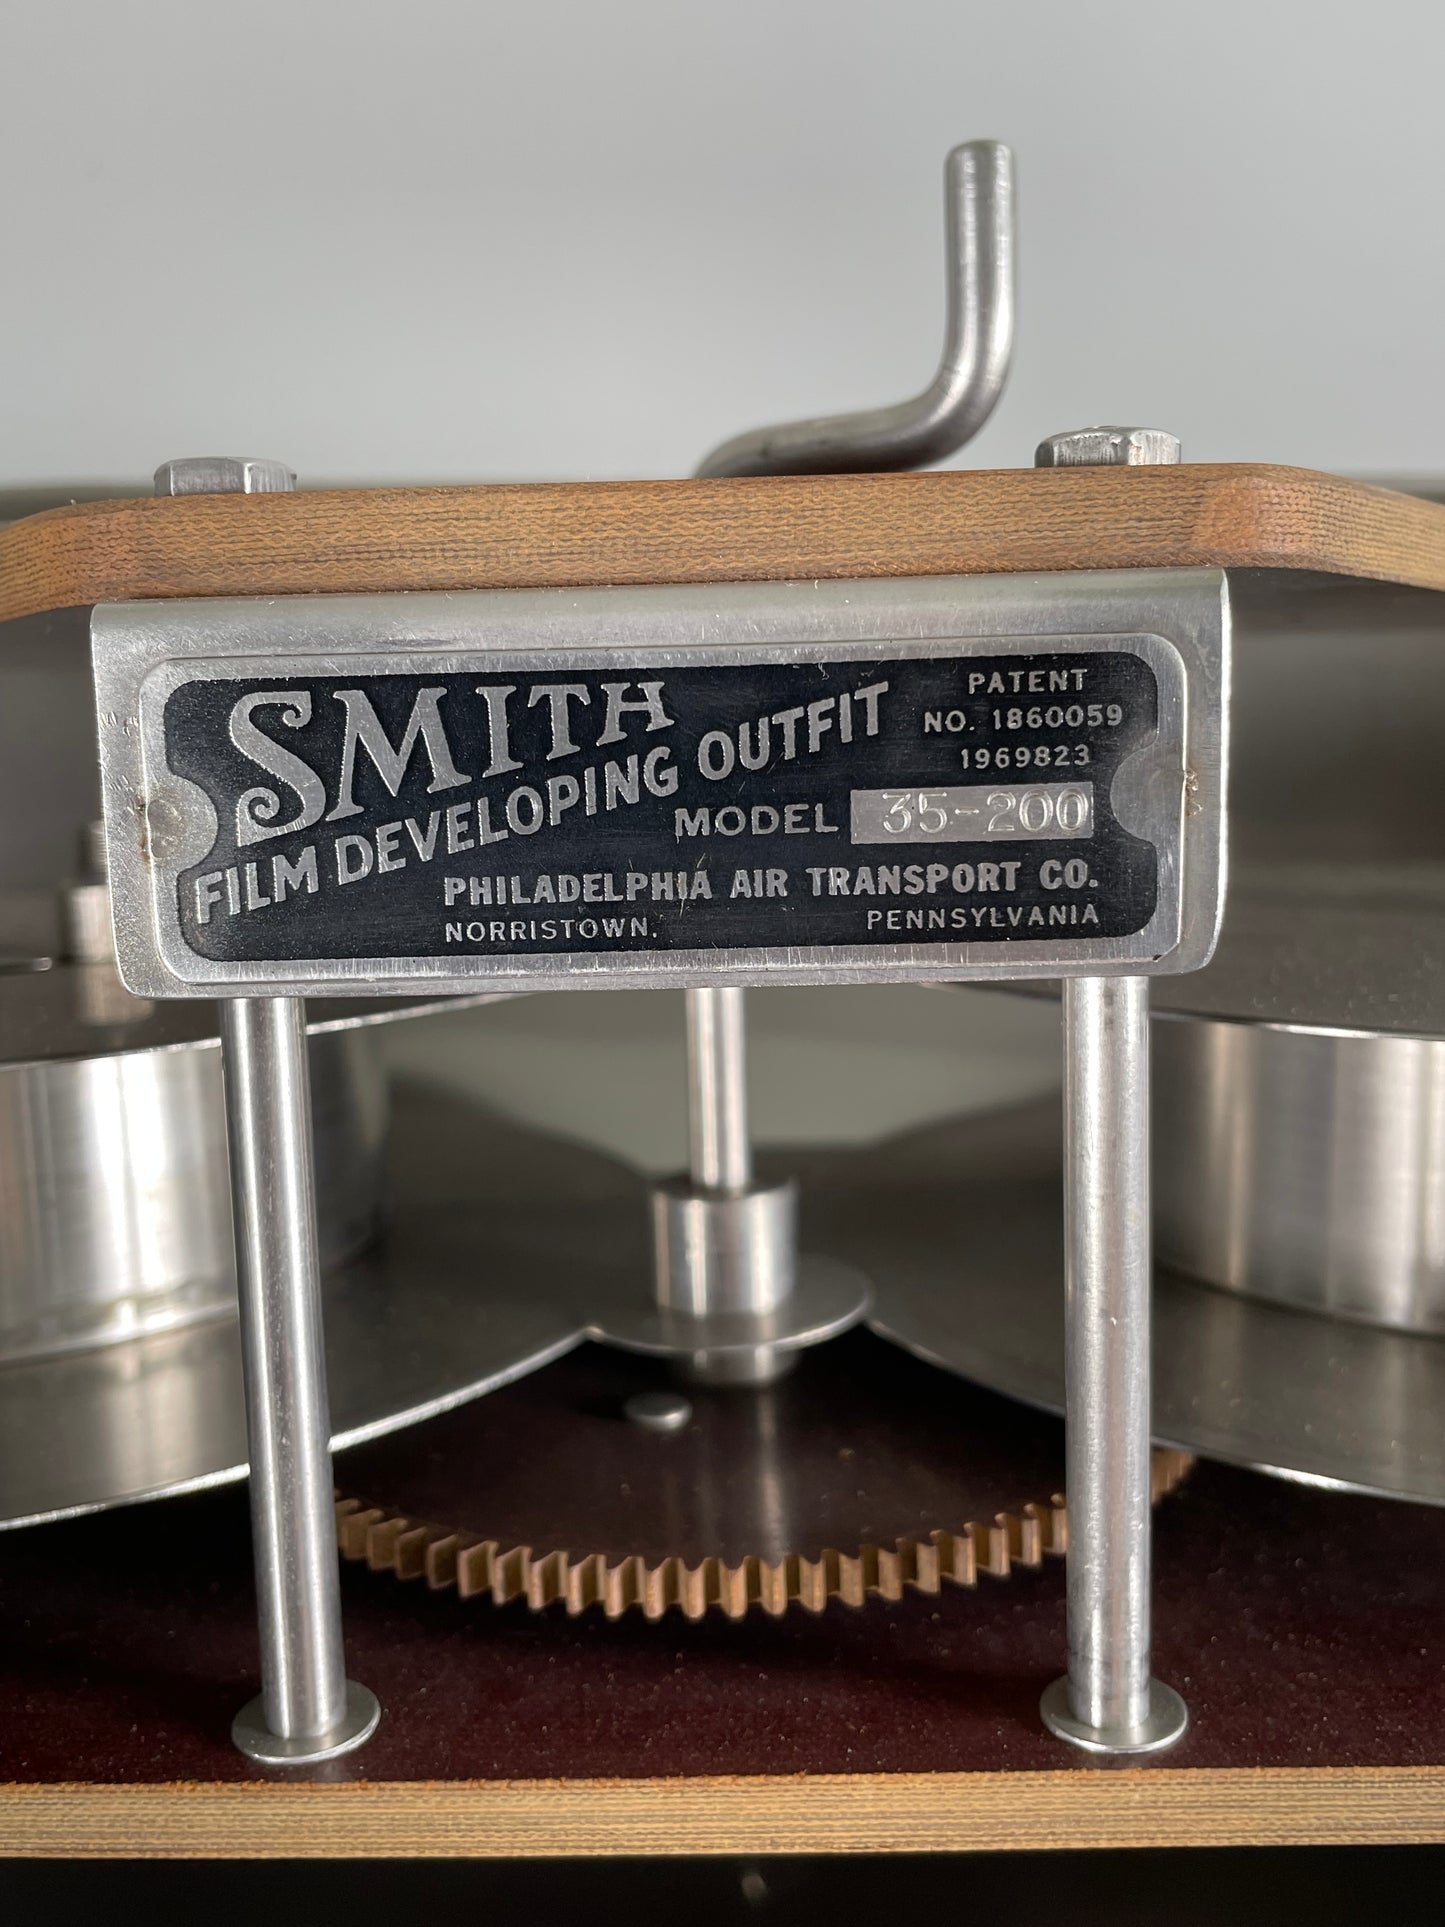 SMITH
FILM DEVELOPING OUTFIT
PATENT
NO. 1860059
1969823
MODEL 35-200
PHILADELPHIA AIR TRANSPORT CO.
NORRISTOWN, PENNSYLVANIA